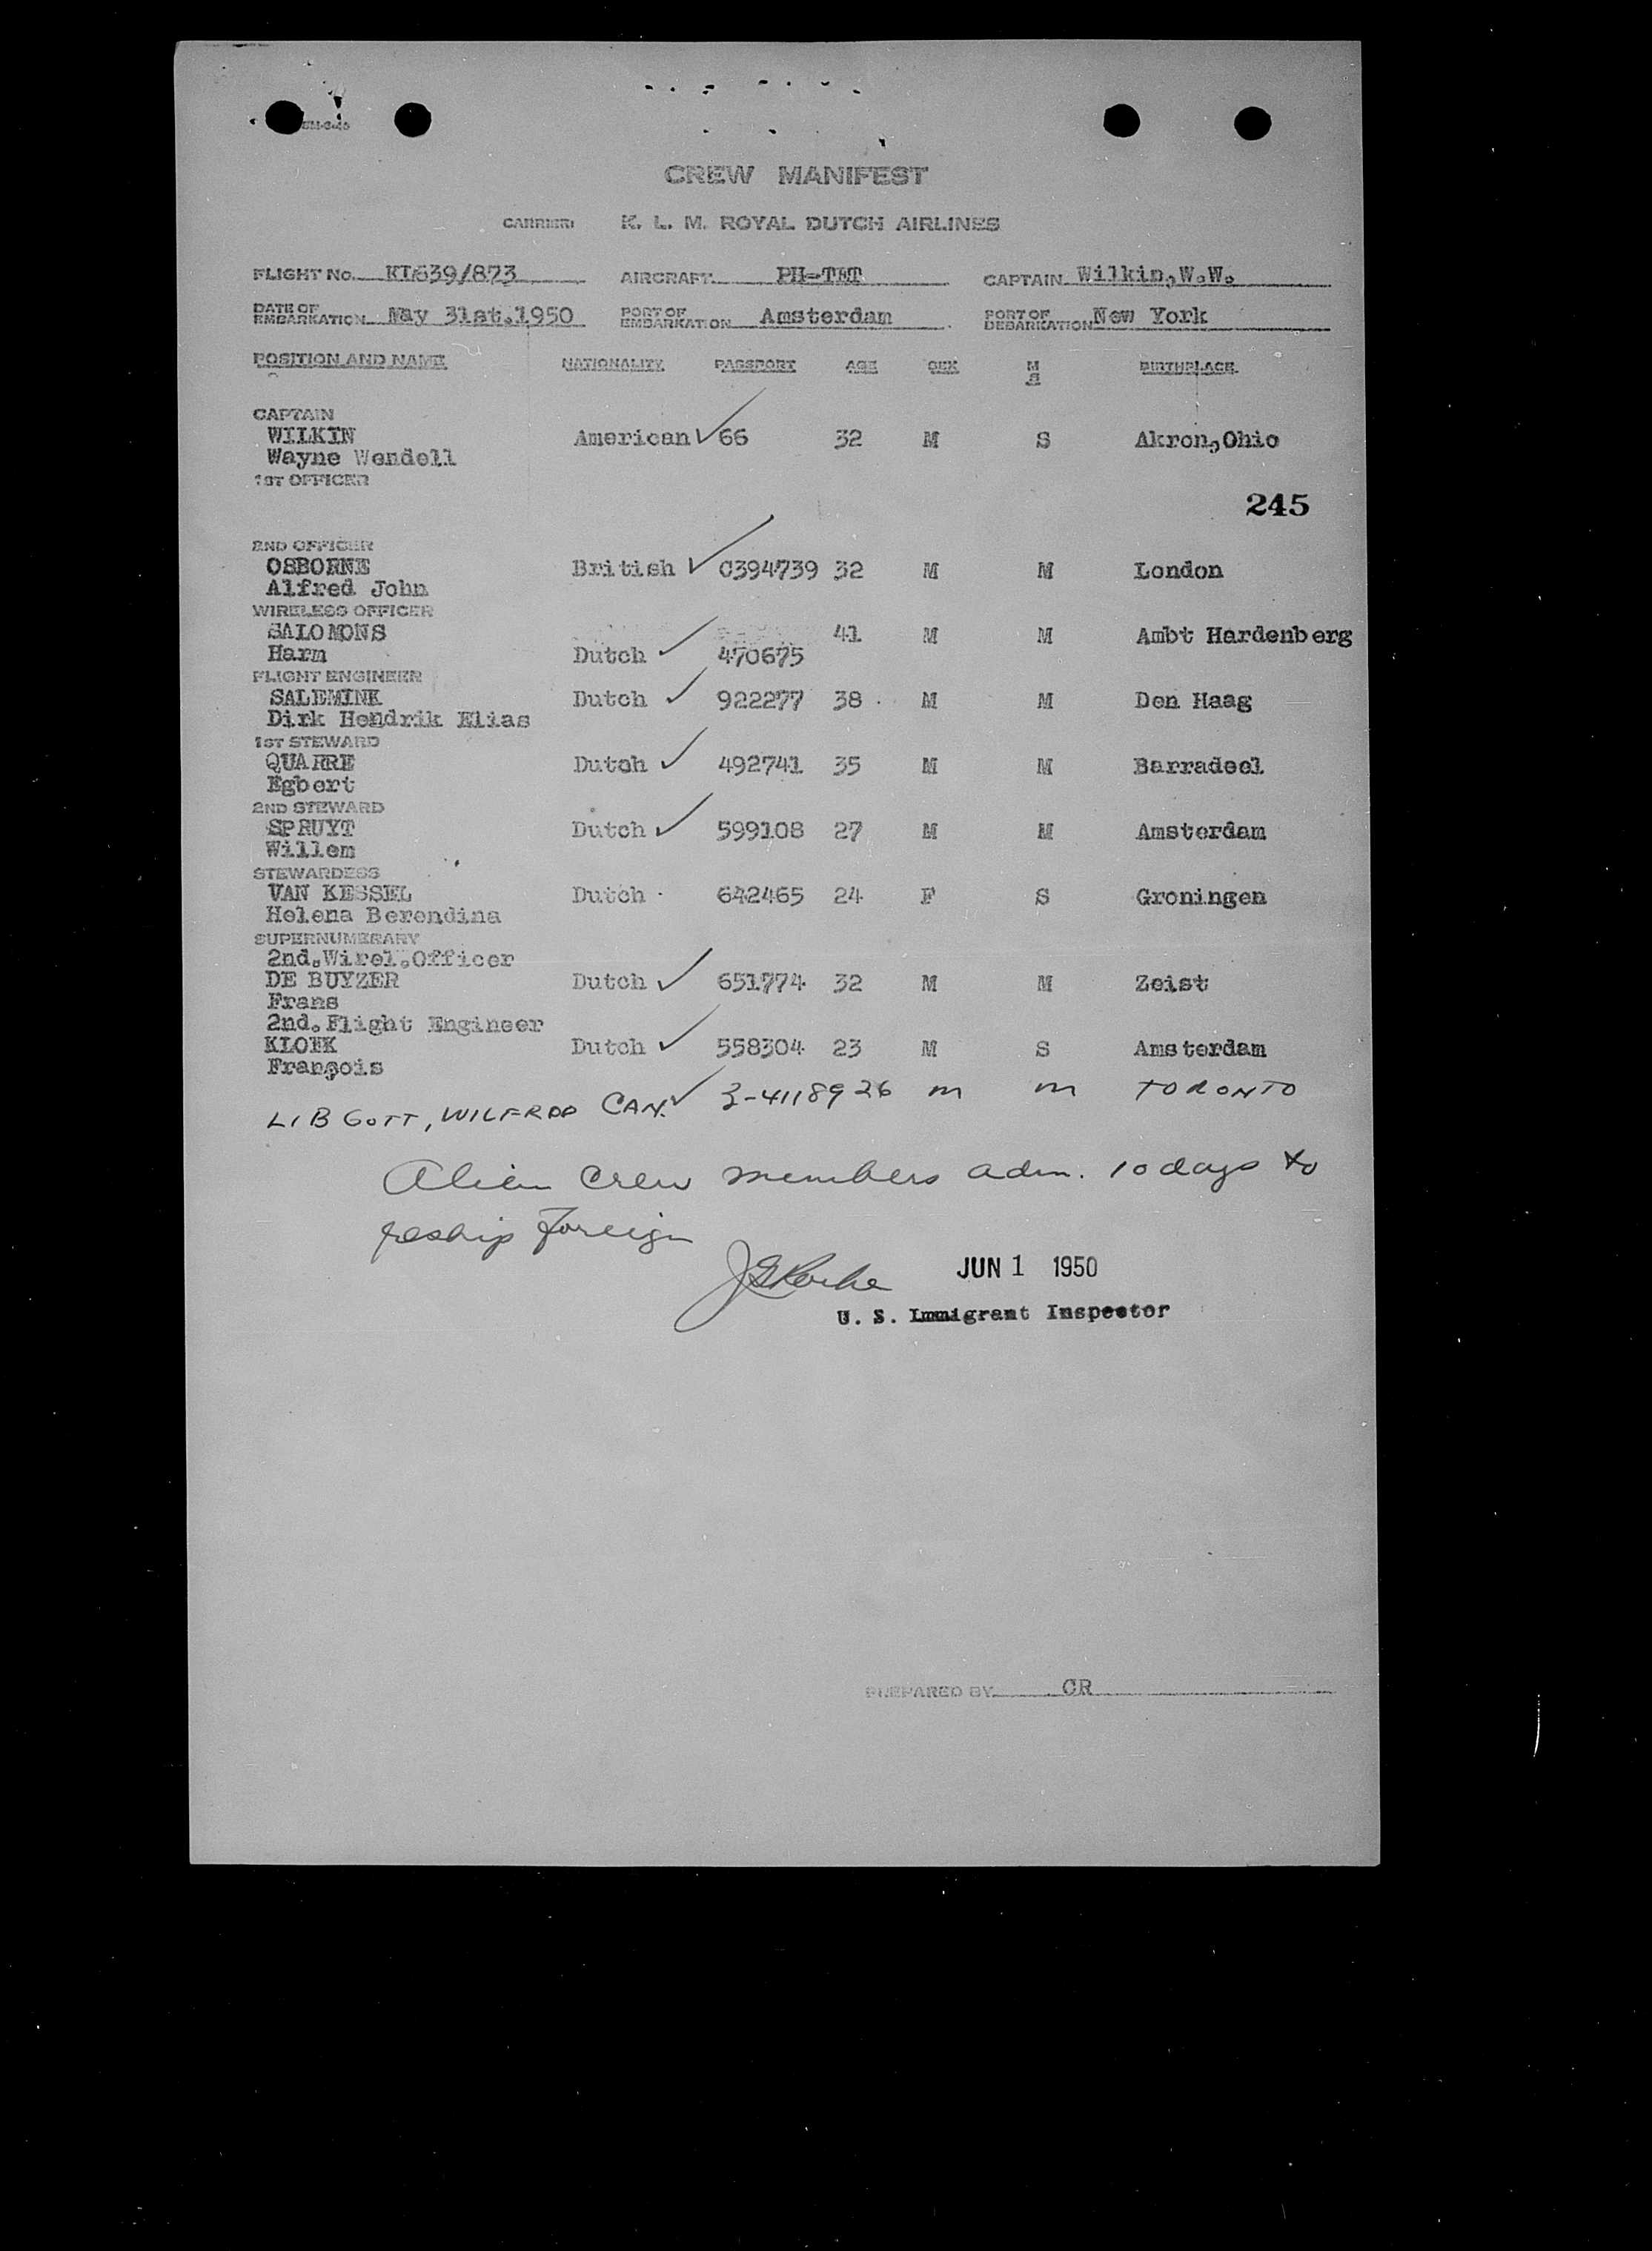 CREW MANIFEST
CARRIER: K. L. M. ROYAL DUTCH AIRLINES
FLIGHT No. KL639/873 AIRCRAFT. CAPTAIN Wilkin,W.W.
DATE OF EMBARKATION May 31st.1950 PORT OF EMBARKATION Amsterdam PORT OF DEBARKATION New York
POSITION AND NAME NATIONALITY PASSPORT AGE SEX M S BIRTHPLACE
CAPTAIN
WILKIN American 66 32 M S Akron,Ohio
Wayne Wendell
1ST OFFICER
245
2ND OFFICER
OSBORNE British C394739 32 M M London
Alfred John
WIRELESS OFFICER
SALOMONS 41 M M Ambt Hardenberg
Harm Dutch 470675
FLIGHT ENGINEER
SALEMINK Dutch 922277 38 M M Den Haag
Dirk Hendrik Elias
1ST STEWARD
QUARRE Dutch 492741 35 M M Barradeel
Egbert
2ND STEWARD
SPRUYT Dutch 599108 27 M M Amsterdam
Willem
STEWARDESS
VAN KESSEL Dutch 642465 24 F S Groningen
Helena Berendina
SUPERNUMERARY
2nd.Wirel.Officer
DE BUYZER Dutch 651774 32 M M Zeist
Frans
2nd.Flight Engineer
KLOEK Dutch 558304 23 M S Amsterdam
François
LIBGOTT, WILFRED CAN. 3-41189 26 M M TORONTO
Alien Crew members adm. 10 days to
reship foreign
JUN 1 1950
U. S. Immigrant Inspector
PREPARED BY CR